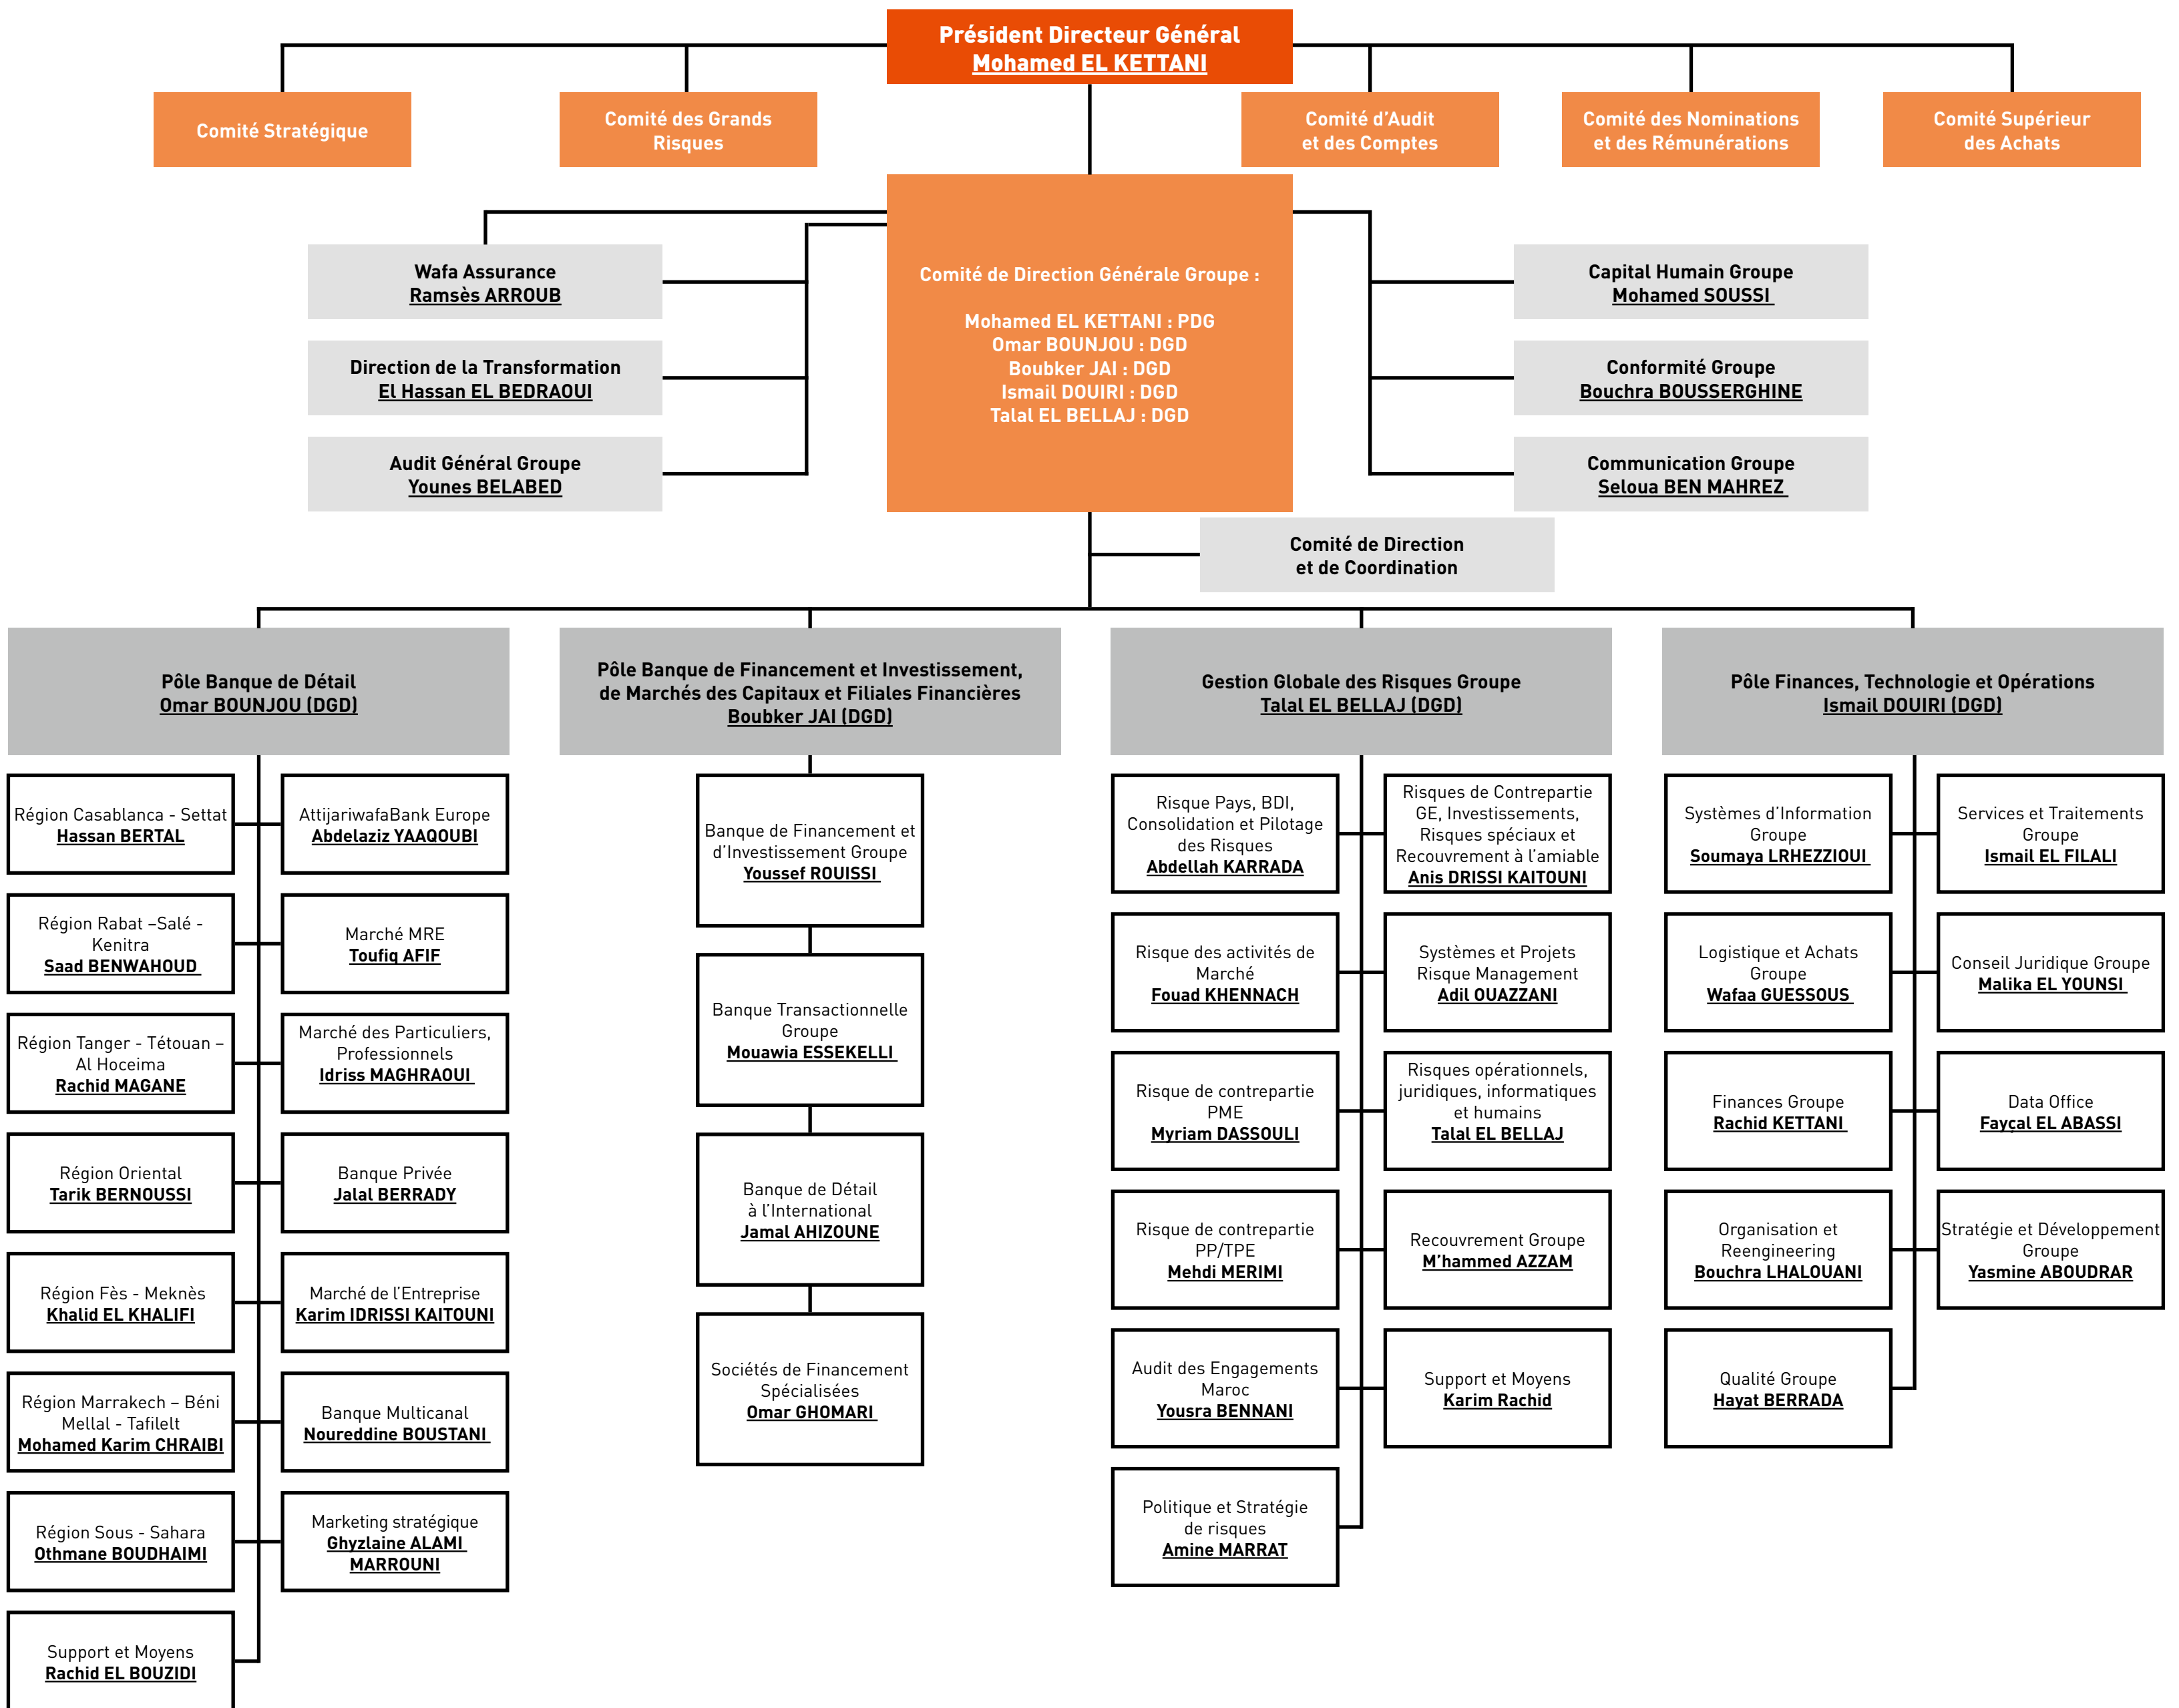 Président Directeur Général
Mohamed EL KETTANI
Comité Stratégique
Comité des Grands
Risques
Comité d’Audit
et des Comptes
Comité des Nominations
et des Rémunérations
Comité Supérieur
des Achats
Comité de Direction Générale Groupe :
Mohamed EL KETTANI : PDG
Omar BOUNJOU : DGD
Boubker JAI : DGD
Ismail DOUIRI : DGD
Talal EL BELLAJ : DGD
Wafa Assurance
Ramsès ARROUB
Direction de la Transformation
El Hassan EL BEDRAOUI
Audit Général Groupe
Younes BELABED
Capital Humain Groupe
Mohamed SOUSSI
Conformité Groupe
Bouchra BOUSSERGHINE
Communication Groupe
Seloua BEN MAHREZ
Comité de Direction
et de Coordination
Pôle Banque de Détail
Omar BOUNJOU (DGD)
Région Casablanca - Settat
Hassan BERTAL
AttijariwafaBank Europe
Abdelaziz YAAQOUBI
Région Rabat –Salé -
Kenitra
Saad BENWAHOUD
Marché MRE
Toufiq AFIF
Région Tanger - Tétouan –
Al Hoceima
Rachid MAGANE
Marché des Particuliers,
Professionnels
Idriss MAGHRAOUI
Région Oriental
Tarik BERNOUSSI
Banque Privée
Jalal BERRADY
Région Fès - Meknès
Khalid EL KHALIFI
Marché de l’Entreprise
Karim IDRISSI KAITOUNI
Région Marrakech – Béni
Mellal - Tafilelt
Mohamed Karim CHRAIBI
Banque Multicanal
Noureddine BOUSTANI
Région Sous - Sahara
Othmane BOUDHAIMI
Marketing stratégique
Ghyzlaine ALAMI
MARROUNI
Support et Moyens
Rachid EL BOUZIDI
Pôle Banque de Financement et Investissement,
de Marchés des Capitaux et Filiales Financières
Boubker JAI (DGD)
Banque de Financement et
d’Investissement Groupe
Youssef ROUISSI
Banque Transactionnelle
Groupe
Mouawia ESSEKELLI
Banque de Détail
à l’International
Jamal AHIZOUNE
Sociétés de Financement
Spécialisées
Omar GHOMARI
Gestion Globale des Risques Groupe
Talal EL BELLAJ (DGD)
Risque Pays, BDI,
Consolidation et Pilotage
des Risques
Abdellah KARRADA
Risques de Contrepartie
GE, Investissements,
Risques spéciaux et
Recouvrement à l’amiable
Anis DRISSI KAITOUNI
Risque des activités de
Marché
Fouad KHENNACH
Systèmes et Projets
Risque Management
Adil OUAZZANI
Risque de contrepartie
PME
Myriam DASSOULI
Risques opérationnels,
juridiques, informatiques
et humains
Talal EL BELLAJ
Risque de contrepartie
PP/TPE
Mehdi MERIMI
Recouvrement Groupe
M’hammed AZZAM
Audit des Engagements
Maroc
Yousra BENNANI
Support et Moyens
Karim Rachid
Politique et Stratégie
de risques
Amine MARRAT
Pôle Finances, Technologie et Opérations
Ismail DOUIRI (DGD)
Systèmes d’Information
Groupe
Soumaya LRHEZZIOUI
Services et Traitements
Groupe
Ismail EL FILALI
Logistique et Achats
Groupe
Wafaa GUESSOUS
Conseil Juridique Groupe
Malika EL YOUNSI
Finances Groupe
Rachid KETTANI
Data Office
Fayçal EL ABASSI
Organisation et
Reengineering
Bouchra LHALOUANI
Stratégie et Développement
Groupe
Yasmine ABOUDRAR
Qualité Groupe
Hayat BERRADA